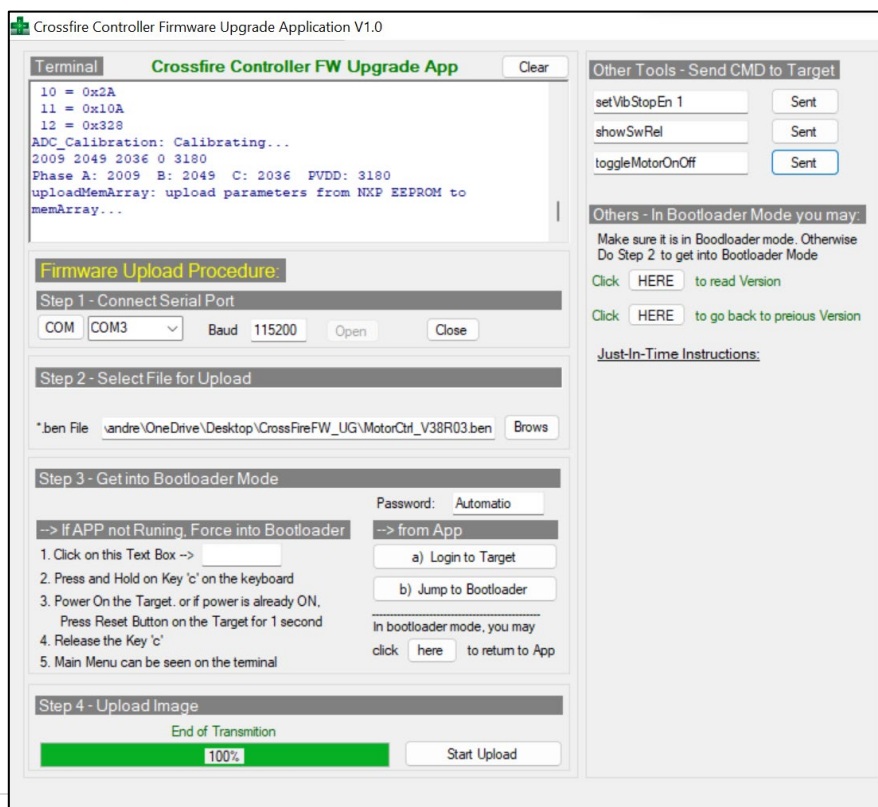 Crossfire Controller Firmware Upgrade Application V1.0
Terminal
Crossfire Controller FW Upgrade App
Clear
10 = 0x2A
11 = 0x10A
12 = 0x328
ADC_Calibration: Calibrating...
2009 2049 2036 0 3180
Phase A: 2009 B: 2049 C: 2036 PVDD: 3180
uploadMemArray: upload parameters from NXP EEPROM to
memArray...
Firmware Upload Procedure:
Step 1 - Connect Serial Port
COM COM3 Baud 115200 Open Close
Step 2 - Select File for Upload
*.ben File \andre\OneDrive\Desktop\CrossFireFW_UG\MotorCtrl_V38R03.ben Brows
Step 3 - Get into Bootloader Mode
Password: Automatio
--> If APP not Runing, Force into Bootloader
1. Click on this Text Box -->
2. Press and Hold on Key 'c' on the keyboard
3. Power On the Target. or if power is already ON,
Press Reset Button on the Target for 1 second
4. Release the Key 'c'
5. Main Menu can be seen on the terminal
--> from App
a) Login to Target
b) Jump to Bootloader
In bootloader mode, you may
click here to return to App
Step 4 - Upload Image
End of Transmition
100%
Start Upload
Other Tools - Send CMD to Target
setVibStopEn 1 Sent
showSwRel Sent
toggleMotorOnOff Sent
Others - In Bootloader Mode you may:
Make sure it is in Boodloader mode. Otherwise
Do Step 2 to get into Bootloader Mode
Click HERE to read Version
Click HERE to go back to preious Version
Just-In-Time Instructions: